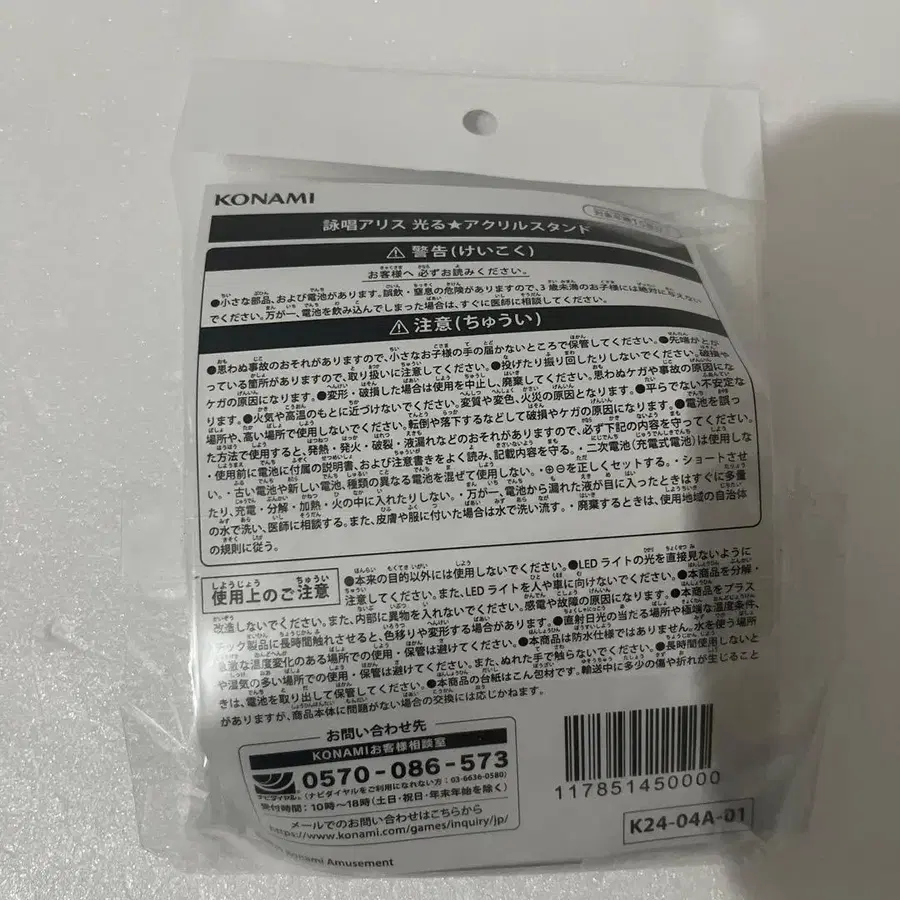 KONAMI
詠唱アリス 光る★アクリルスタンド
⚠警告(けいこく)
お客様へ 必ずお読みください。
●小さな部品、および電池があります。誤飲・窒息の危険がありますので、3歳未満のお子様には絶対に与えない
でください。万が一、電池を飲み込んでしまった場合は、すぐに医師に相談してください。
⚠注意(ちゅうい)
●思わぬ事故のおそれがありますので、小さなお子様の手の届かないところで保管してください。●先端がとが
っている箇所がありますので、取り扱いに注意してください。●投げたり振り回したりしないでください。破損や
ケガの原因になります。●変形・破損した場合は使用を中止し、廃棄してください。思わぬケガや事故の原因にな
ります。●火気や高温のもとに近づけないでください。変質や変色、火災の原因となります。●平らでない不安定な
場所や、高い場所で使用しないでください。転倒や落下するなどして破損やケガの原因になります。●電池を誤っ
た方法で使用すると、発熱・発火・破裂・液漏れなどのおそれがありますので、必ず下記の内容を守ってください。
・使用前に電池に付属の説明書、および注意書きをよく読み、記載内容を守る。・二次電池(充電式電池)は使用しな
い。・古い電池や新しい電池、種類の異なる電池を混ぜて使用しない。・⊕⊖を正しくセットする。・ショートさせ
たり、充電・分解・加熱・火の中に入れたりしない。・万が一、電池から漏れた液が目に入ったときはすぐに多量
の水で洗い、医師に相談する。また、皮膚や服に付いた場合は水で洗い流す。・廃棄するときは、使用地域の自治体
の規則に従う。
使用上のご注意
しようじょう ちゅうい
●本来の目的以外には使用しないでください。●LEDライトの光を直接見ないように
注意してください。また、LEDライトを人や車に向けないでください。●本商品を分解・
改造しないでください。また、内部に異物を入れないでください。感電や故障の原因になります。●本商品をプラス
チック製品に長時間触れさせると、色移りや変形する場合があります。●直射日光の当たる場所や極端な温度条件、
急激な温度変化のある場所での使用・保管は避けてください。●本商品は防水仕様ではありません。水を使う場所
や湿気の多い場所での使用・保管は避けてください。また、ぬれた手で触らないでください。●長時間使用しないと
きは、電池を取り出して保管してください。●本商品の台紙はこん包材です。輸送中に多少の傷や折れが生じること
がありますが、商品本体に問題がない場合の交換には応じかねます。
お問い合わせ先
KONAMIお客様相談室
0570-086-573
ナビダイヤル® (ナビダイヤルをご利用になれない方：03-6636-0580)
受付時間：10時〜18時(土日・祝日・年末年始を除く)
メールでのお問い合わせはこちらから
https://www.konami.com/games/inquiry/jp/
Konami Amusement
117851450000
K24-04A-01